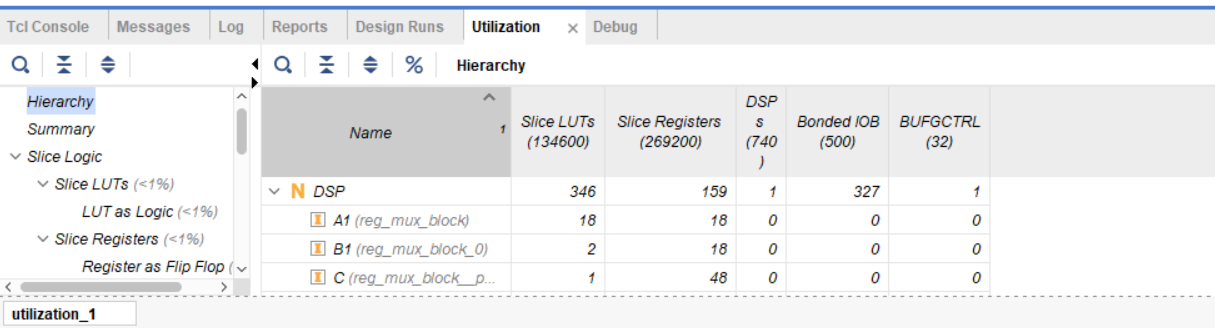 Tcl Console Messages Log Reports Design Runs Utilization × Debug
% Hierarchy
Hierarchy
Summary
Slice Logic
Slice LUTs (<1%)
LUT as Logic (<1%)
Slice Registers (<1%)
Register as Flip Flop (
Name 1 Slice LUTs (134600) Slice Registers (269200) DSP s (740 ) Bonded IOB (500) BUFGCTRL (32)
N DSP 346 159 1 327 1
I A1 (reg_mux_block) 18 18 0 0 0
I B1 (reg_mux_block_0) 2 18 0 0 0
I C (reg_mux_block__p... 1 48 0 0 0
utilization_1